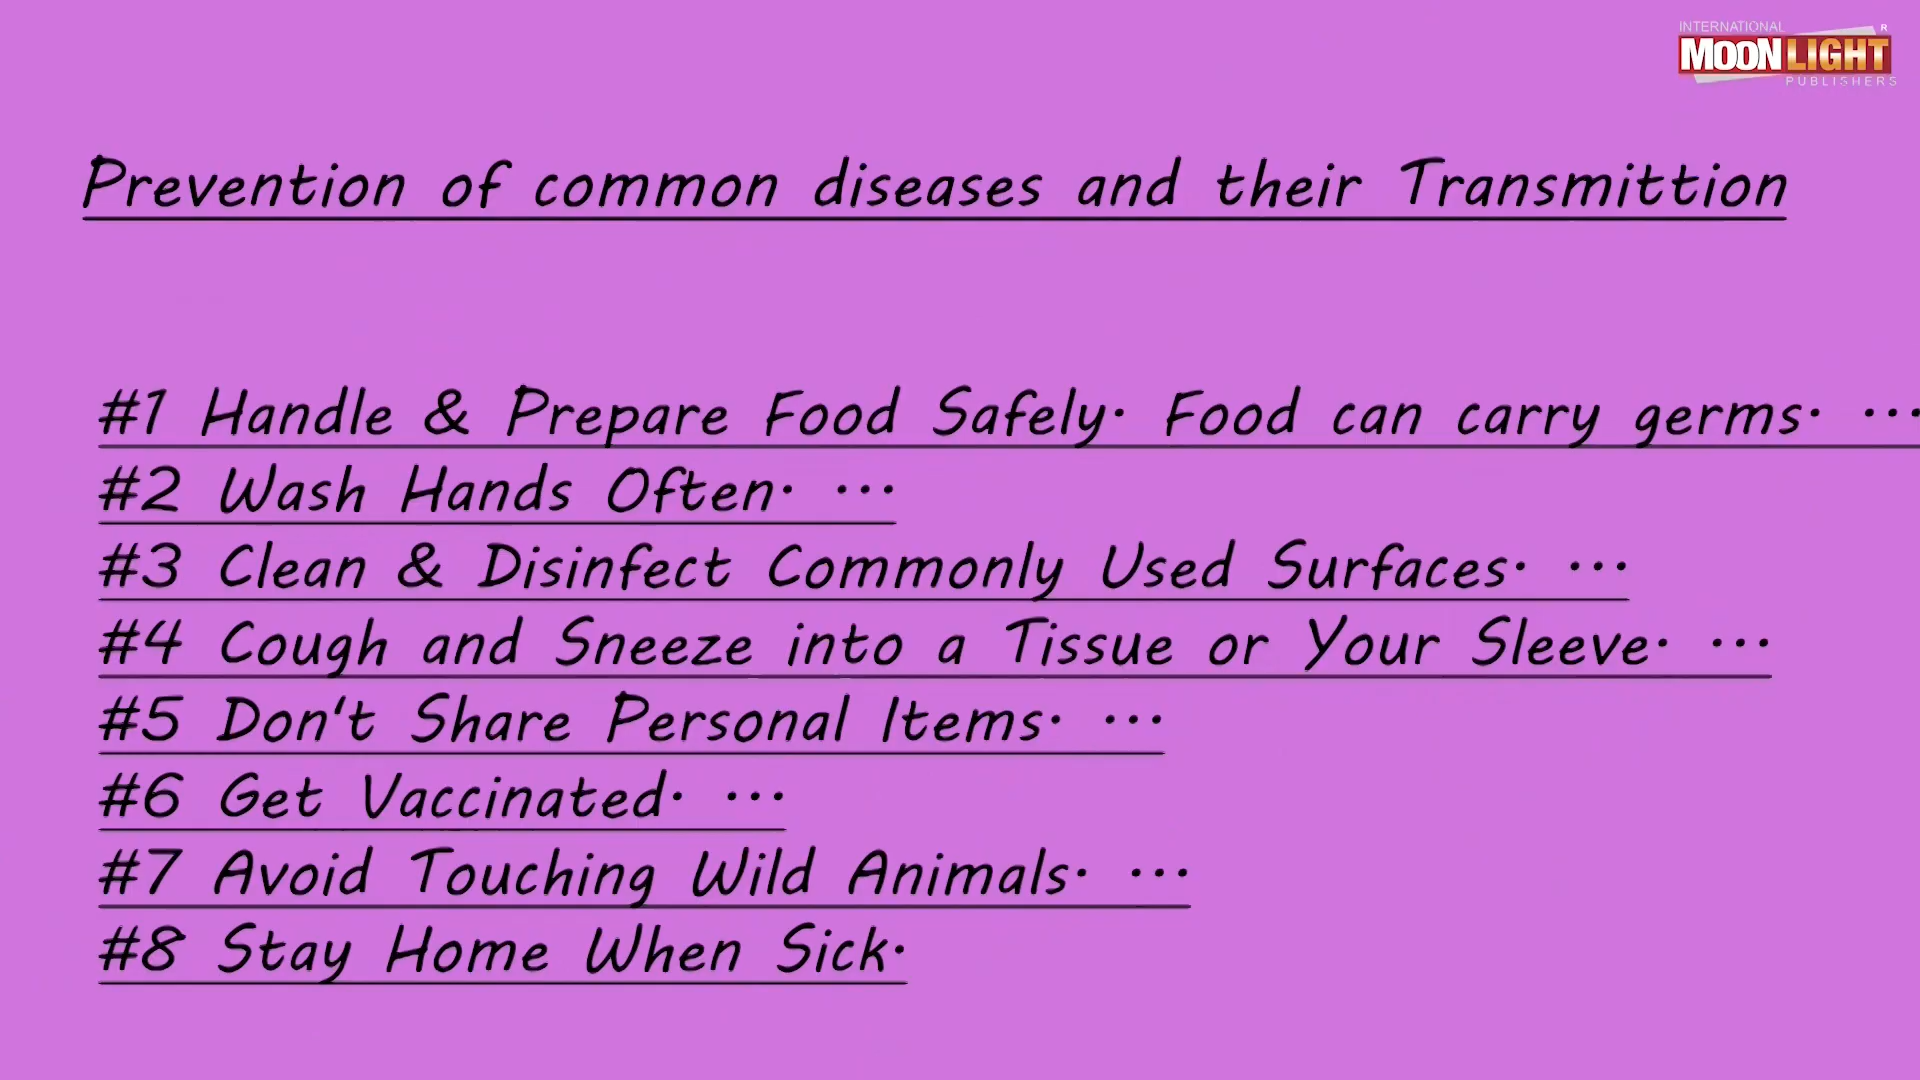 INTERNATIONAL R
MOONLIGHT
PUBLISHERS
Prevention of common diseases and their Transmittion
#1 Handle & Prepare Food Safely. Food can carry germs. ...
#2 Wash Hands Often. ...
#3 Clean & Disinfect Commonly Used Surfaces. ...
#4 Cough and Sneeze into a Tissue or Your Sleeve. ...
#5 Don't Share Personal Items. ...
#6 Get Vaccinated. ...
#7 Avoid Touching Wild Animals. ...
#8 Stay Home When Sick.